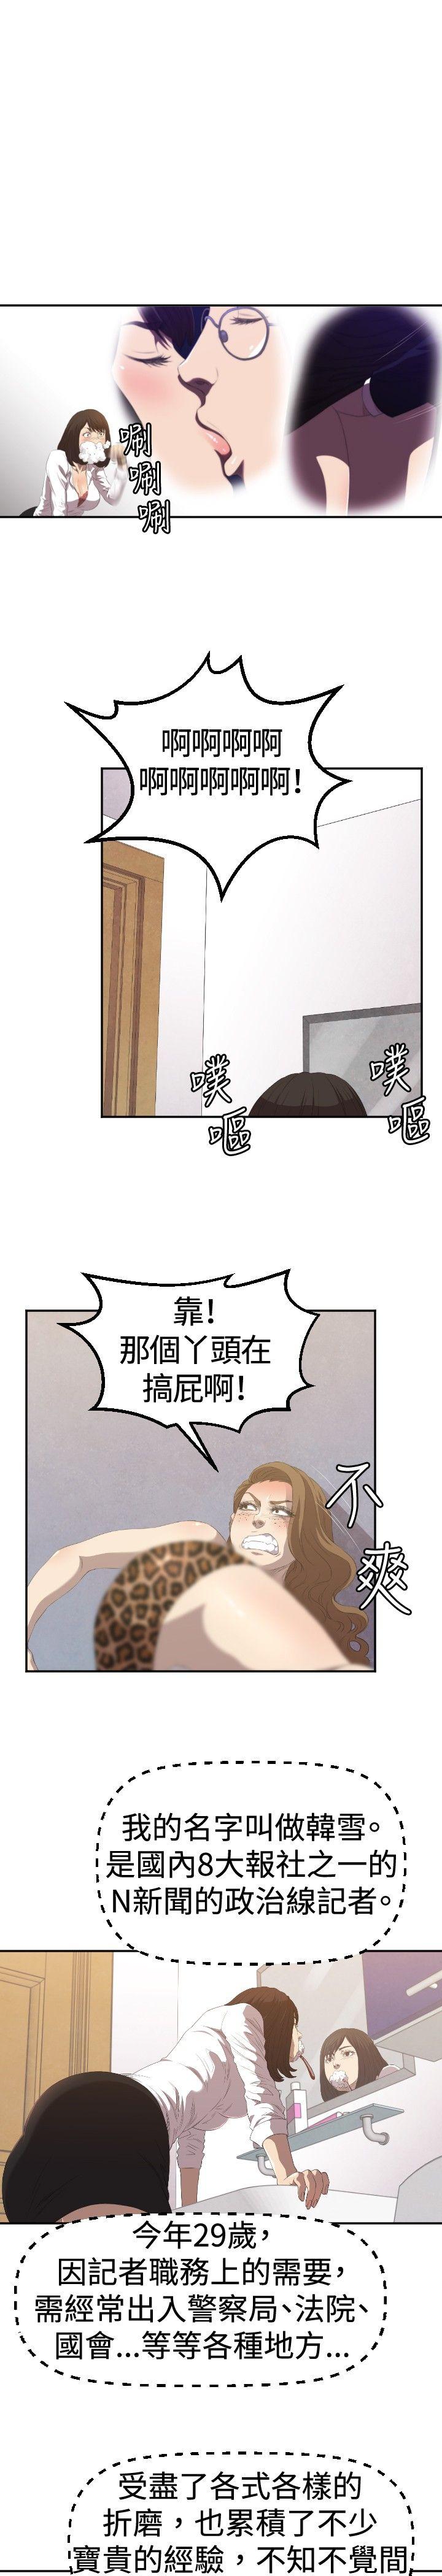 唰
唰
唰
啊啊啊啊
啊啊啊啊啊！
噗
嘔
噗
嘔
靠！
那個丫頭在
搞屁啊！
不
爽
我的名字叫做韓雪。
是國內8大報社之一的
N新聞的政治線記者。
今年29歲，
因記者職務上的需要，
需經常出入警察局、法院、
國會...等等各種地方...
受盡了各式各樣的
折磨，也累積了不少
寶貴的經驗，不知不覺間